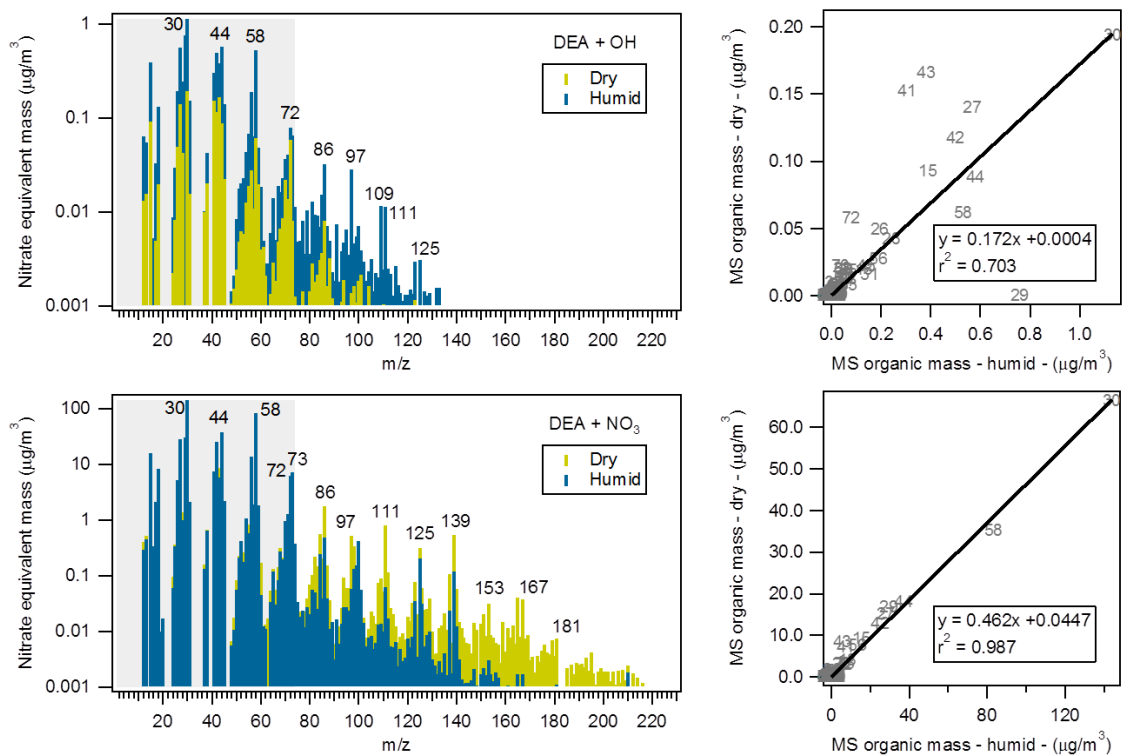 Nitrate equivalent mass (µg/m³)
1
0.1
0.01
0.001
30
44
58
72
86
97
109
111
125
DEA + OH
Dry
Humid
0 20 40 60 80 100 120 140 160 180 200 220
m/z
MS organic mass - dry - (µg/m³)
0.20
0.15
0.10
0.05
0.00
30
43
41
27
42
15
44
72
58
26
56
29
y = 0.172x +0.0004
r² = 0.703
0.0 0.2 0.4 0.6 0.8 1.0
MS organic mass - humid - (µg/m³)
Nitrate equivalent mass (µg/m³)
100
10
1
0.1
0.01
0.001
30
44
58
72
73
86
97
111
125
139
153
167
181
DEA + NO₃
Dry
Humid
0 20 40 60 80 100 120 140 160 180 200 220
m/z
MS organic mass - dry - (µg/m³)
60.0
50.0
40.0
30.0
20.0
10.0
0.0
30
58
29
44
42
15
43
y = 0.462x +0.0447
r² = 0.987
0 40 80 120
MS organic mass - humid - (µg/m³)